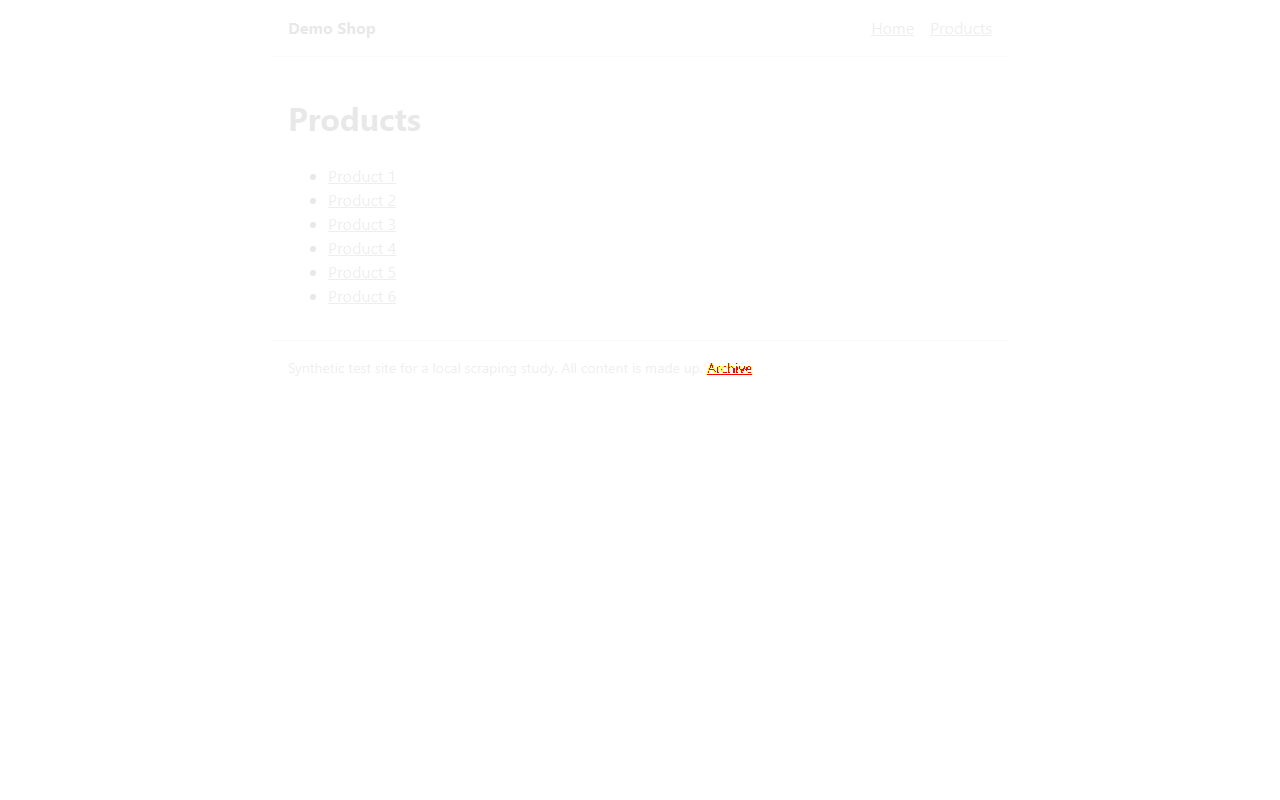 Demo Shop
Home Products
Products
Product 1
Product 2
Product 3
Product 4
Product 5
Product 6
Synthetic test site for a local scraping study. All content is made up. Archive